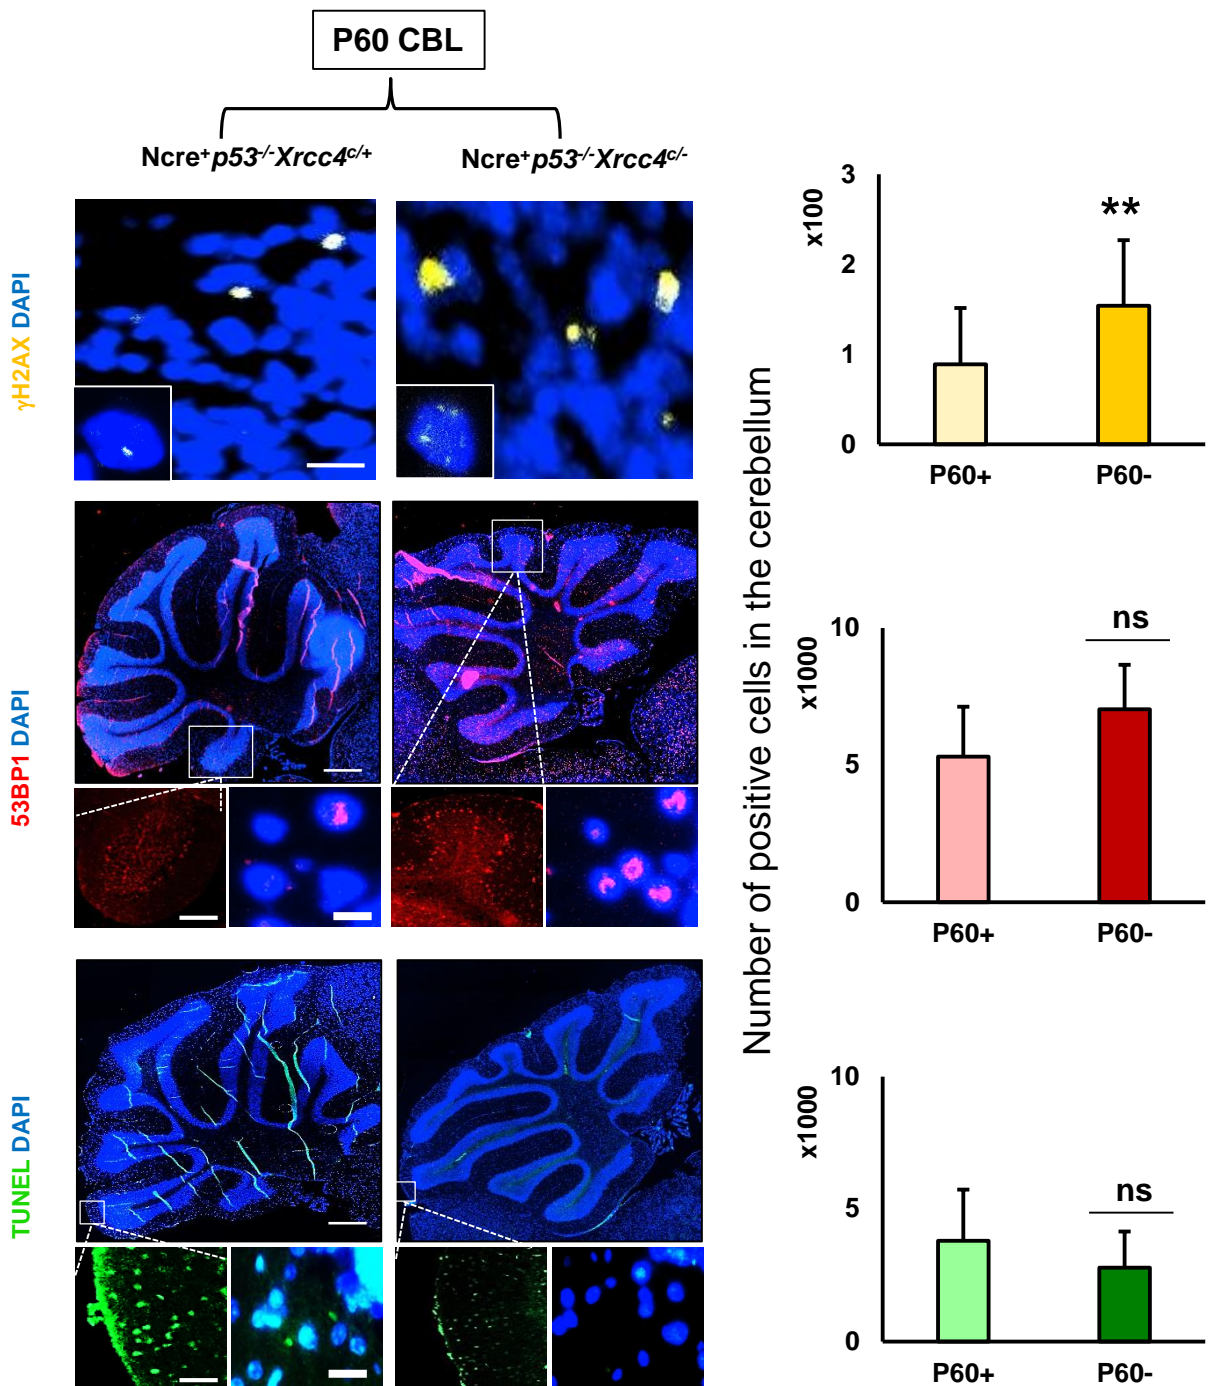 P60 CBL
Ncre⁺p53⁻/⁻Xrcc4ᶜ/⁺
Ncre⁺p53⁻/⁻Xrcc4ᶜ/⁻
γH2AX DAPI
53BP1 DAPI
TUNEL DAPI
Number of positive cells in the cerebellum
x100
3
2
1
0
**
P60+ P60-
x1000
10
5
0
ns
P60+ P60-
x1000
10
5
0
ns
P60+ P60-